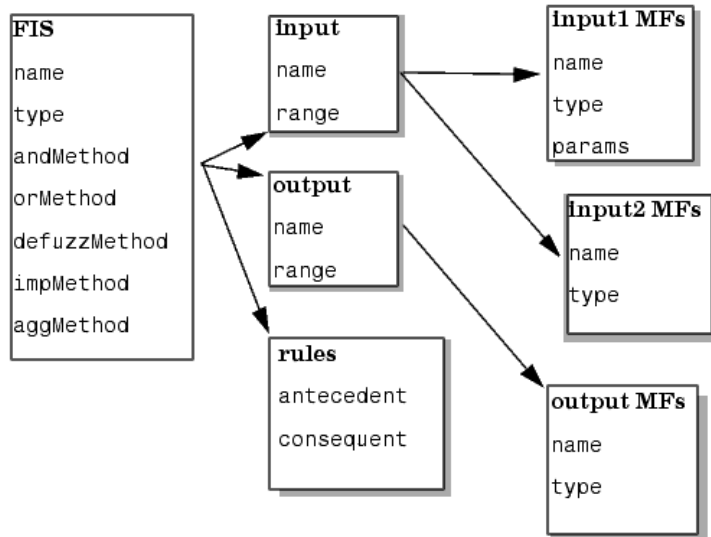 FIS
name
type
andMethod
orMethod
defuzzMethod
impMethod
aggMethod
input
name
range
output
name
range
rules
antecedent
consequent
input1 MFs
name
type
params
input2 MFs
name
type
output MFs
name
type